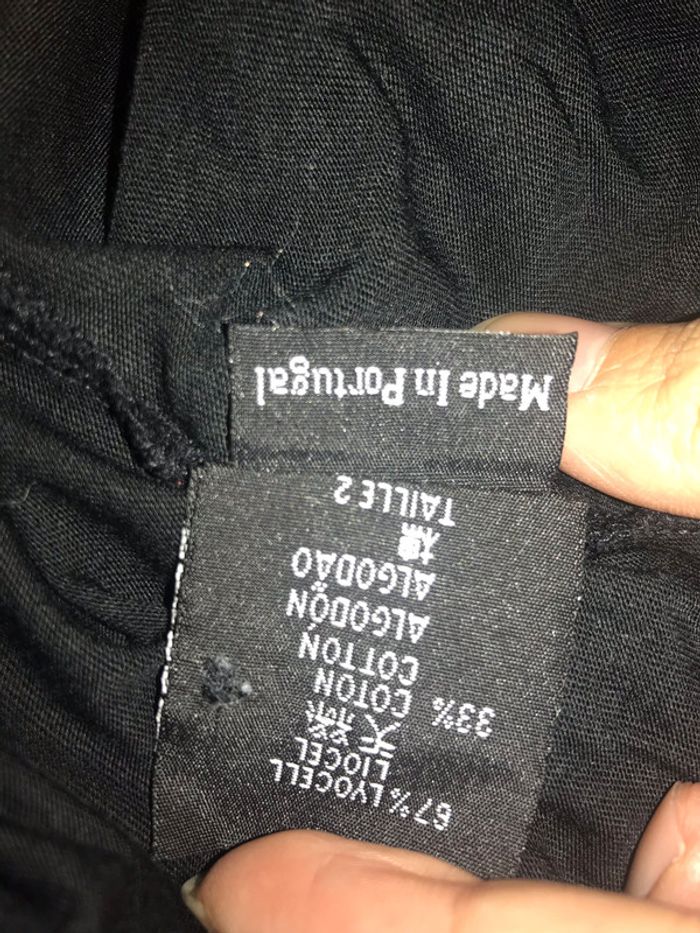 67% LYOCELL
LIOCEL
天絲
33% COTON
COTTON
ALGODÓN
ALGODÃO
棉
TAILLE 2
Made In Portugal